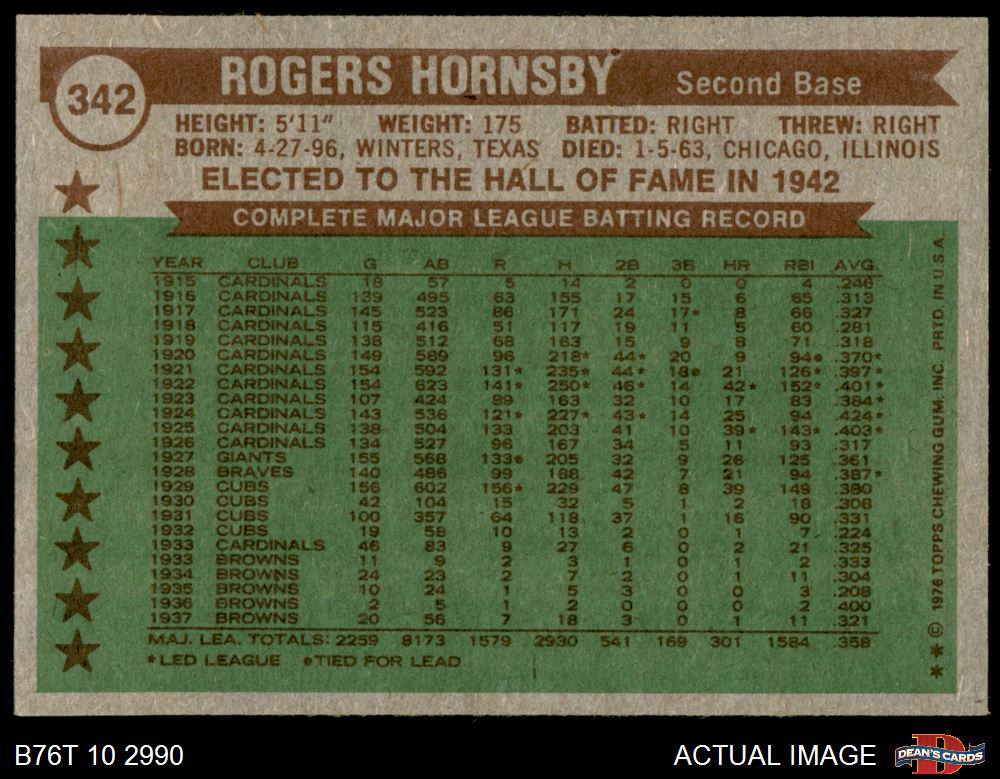 342
ROGERS HORNSBY Second Base
HEIGHT: 5'11" WEIGHT: 175 BATTED: RIGHT THREW: RIGHT
BORN: 4-27-96, WINTERS, TEXAS DIED: 1-5-63, CHICAGO, ILLINOIS
ELECTED TO THE HALL OF FAME IN 1942
COMPLETE MAJOR LEAGUE BATTING RECORD
YEAR CLUB G AB R H 2B 3B HR RBI AVG.
1915 CARDINALS 18 57 5 14 2 0 0 4 .246
1916 CARDINALS 139 495 63 155 17 15 6 65 .313
1917 CARDINALS 145 523 86 171 24 17* 8 66 .327
1918 CARDINALS 115 416 51 117 19 11 5 60 .281
1919 CARDINALS 138 512 68 163 15 9 8 71 .318
1920 CARDINALS 149 589 96 218* 44* 20 9 94● .370*
1921 CARDINALS 154 592 131* 235* 44* 18● 21 126* .397*
1922 CARDINALS 154 623 141* 250* 46* 14 42* 152* .401*
1923 CARDINALS 107 424 89 163 32 10 17 83 .384*
1924 CARDINALS 143 536 121* 227* 43* 14 25 94 .424*
1925 CARDINALS 138 504 133 203 41 10 39* 143* .403*
1926 CARDINALS 134 527 96 167 34 5 11 93 .317
1927 GIANTS 155 568 133● 205 32 9 26 125 .361
1928 BRAVES 140 486 99 188 42 7 21 94 .387*
1929 CUBS 156 602 156* 229 47 8 39 149 .380
1930 CUBS 42 104 15 32 5 1 2 18 .308
1931 CUBS 100 357 64 118 37 1 16 90 .331
1932 CUBS 19 58 10 13 2 0 1 7 .224
1933 CARDINALS 46 83 9 27 6 0 2 21 .325
1933 BROWNS 11 9 2 3 1 0 1 2 .333
1934 BROWNS 24 23 2 7 2 0 1 11 .304
1935 BROWNS 10 24 1 5 3 0 0 3 .208
1936 BROWNS 2 5 1 2 0 0 0 2 .400
1937 BROWNS 20 56 7 18 3 0 1 11 .321
MAJ. LEA. TOTALS: 2259 8173 1579 2930 541 169 301 1584 .358
*LED LEAGUE ●TIED FOR LEAD
** © 1976 TOPPS CHEWING GUM, INC. PRTD. IN U.S.A.
B76T 10 2990 ACTUAL IMAGE DEAN'S CARDS